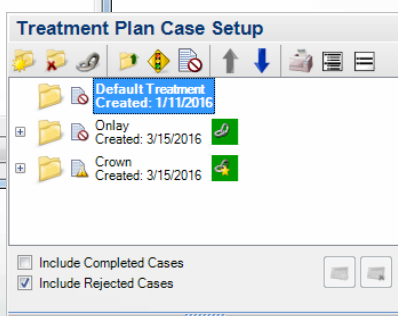 Treatment Plan Case Setup
Default Treatment
Created: 1/11/2016
Onlay
Created: 3/15/2016
Crown
Created: 3/15/2016
Include Completed Cases
Include Rejected Cases